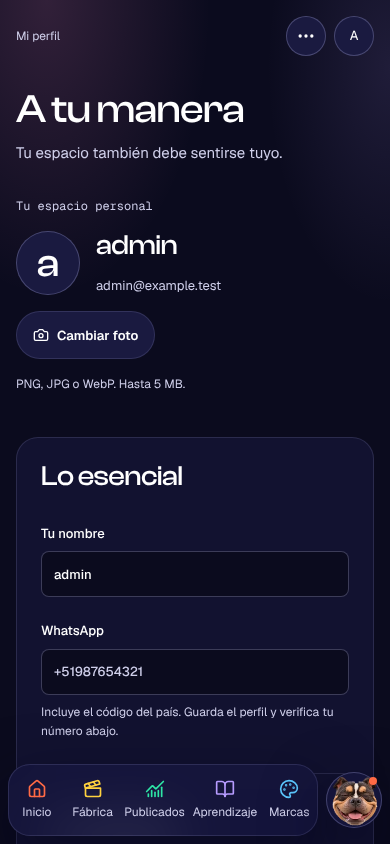 Mi perfil
A
A tu manera
Tu espacio también debe sentirse tuyo.
Tu espacio personal
a
admin
admin@example.test
Cambiar foto
PNG, JPG o WebP. Hasta 5 MB.
Lo esencial
Tu nombre
admin
WhatsApp
+51987654321
Incluye el código del país. Guarda el perfil y verifica tu
número abajo.
Inicio
Fábrica
Publicados
Aprendizaje
Marcas